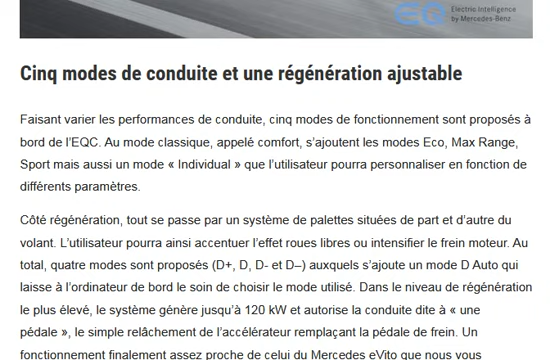 EQ Electric Intelligence
by Mercedes-Benz
Cinq modes de conduite et une régénération ajustable
Faisant varier les performances de conduite, cinq modes de fonctionnement sont proposés à
bord de l'EQC. Au mode classique, appelé comfort, s'ajoutent les modes Eco, Max Range,
Sport mais aussi un mode « Individual » que l'utilisateur pourra personnaliser en fonction de
différents paramètres.
Côté régénération, tout se passe par un système de palettes situées de part et d'autre du
volant. L'utilisateur pourra ainsi accentuer l'effet roues libres ou intensifier le frein moteur. Au
total, quatre modes sont proposés (D+, D, D- et D–) auxquels s'ajoute un mode D Auto qui
laisse à l'ordinateur de bord le soin de choisir le mode utilisé. Dans le niveau de régénération
le plus élevé, le système génère jusqu'à 120 kW et autorise la conduite dite à « une
pédale », le simple relâchement de l'accélérateur remplaçant la pédale de frein. Un
fonctionnement finalement assez proche de celui du Mercedes eVito que nous vous